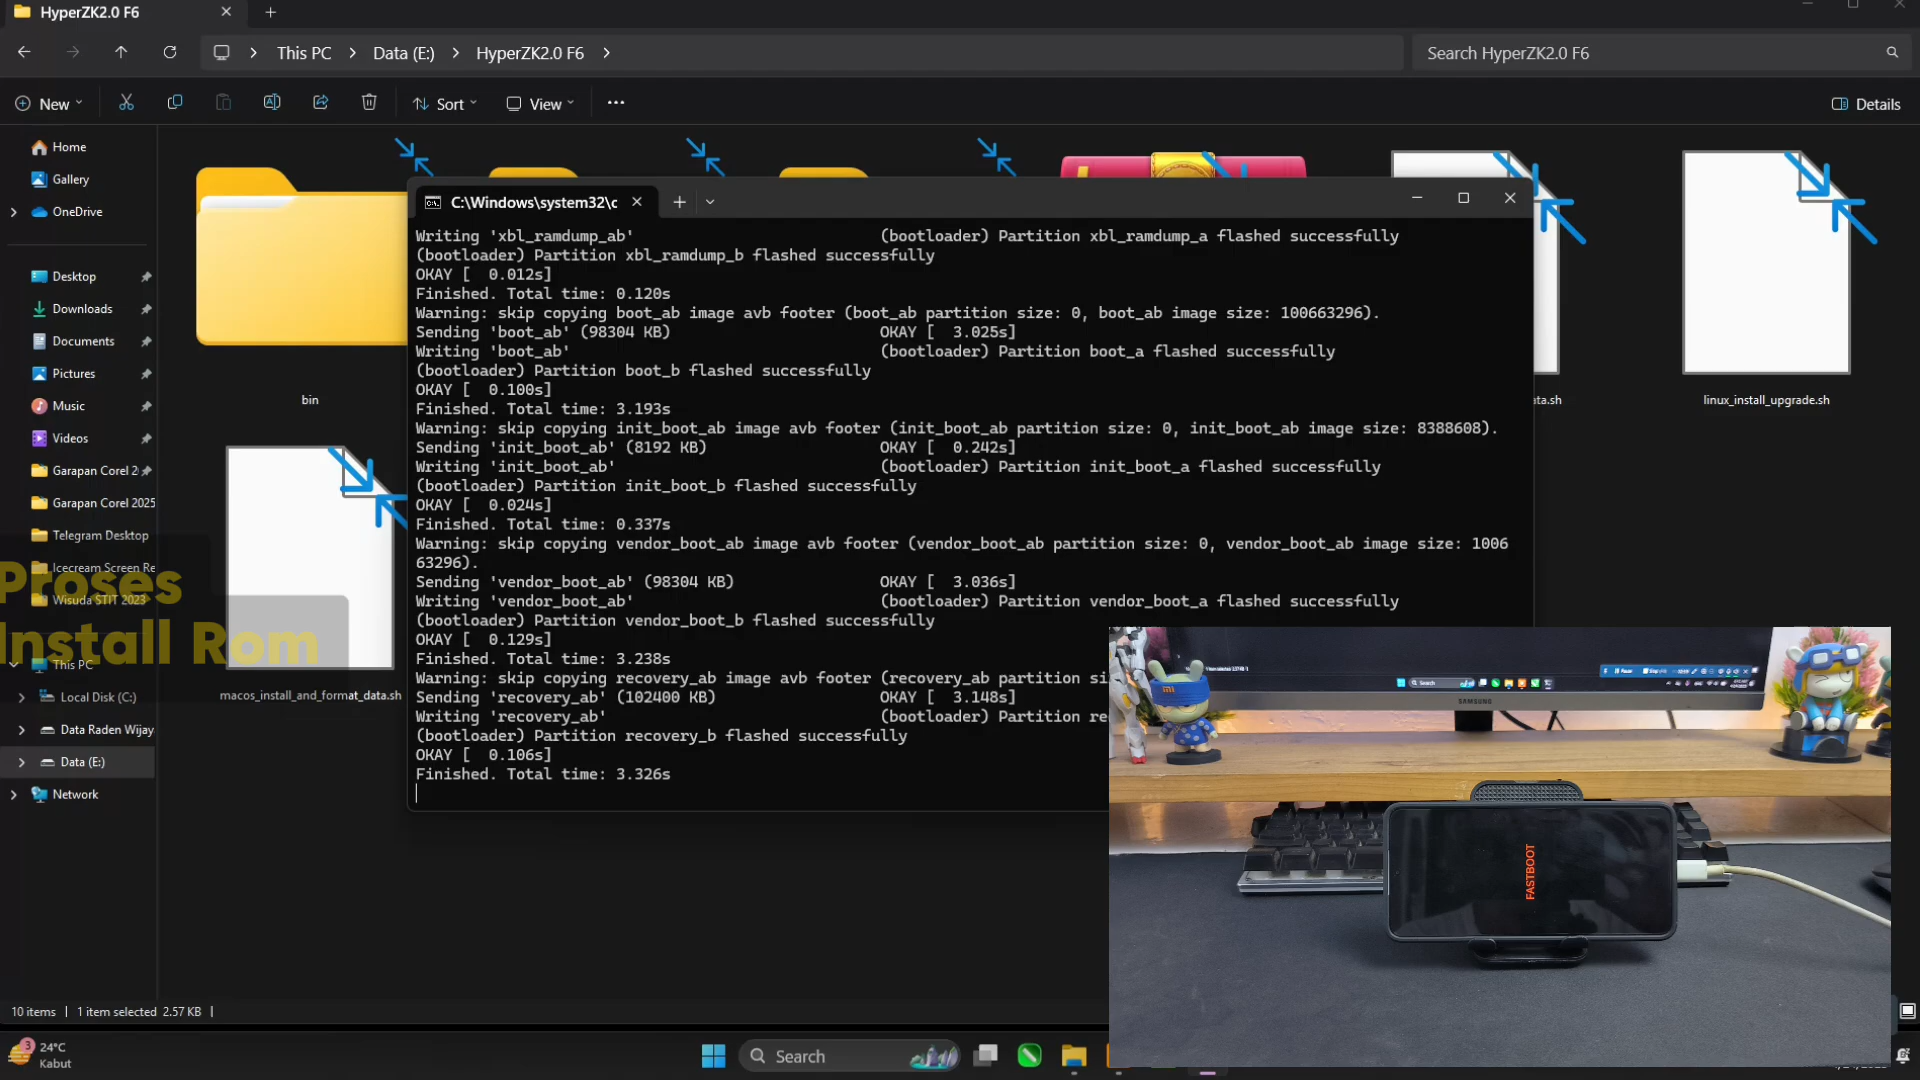 HyperZK2.0 F6
This PC
Data (E:)
HyperZK2.0 F6
Search HyperZK2.0 F6
New
Sort
View
Details
Home
Gallery
OneDrive
Desktop
Downloads
Documents
Pictures
Music
Videos
Garapan Corel 2
Garapan Corel 2025
Telegram Desktop
Icecream Screen Re
Wisuda STIT 2023
This PC
Local Disk (C:)
Data Raden Wijay
Data (E:)
Network
Proses
Install Rom
bin
ata.sh
linux_install_upgrade.sh
macos_install_and_format_data.sh
C:\Windows\system32\c
Writing 'xbl_ramdump_ab' (bootloader) Partition xbl_ramdump_a flashed successfully
(bootloader) Partition xbl_ramdump_b flashed successfully
OKAY [  0.012s]
Finished. Total time: 0.120s
Warning: skip copying boot_ab image avb footer (boot_ab partition size: 0, boot_ab image size: 100663296).
Sending 'boot_ab' (98304 KB) OKAY [  3.025s]
Writing 'boot_ab' (bootloader) Partition boot_a flashed successfully
(bootloader) Partition boot_b flashed successfully
OKAY [  0.100s]
Finished. Total time: 3.193s
Warning: skip copying init_boot_ab image avb footer (init_boot_ab partition size: 0, init_boot_ab image size: 8388608).
Sending 'init_boot_ab' (8192 KB) OKAY [  0.242s]
Writing 'init_boot_ab' (bootloader) Partition init_boot_a flashed successfully
(bootloader) Partition init_boot_b flashed successfully
OKAY [  0.024s]
Finished. Total time: 0.337s
Warning: skip copying vendor_boot_ab image avb footer (vendor_boot_ab partition size: 0, vendor_boot_ab image size: 1006
63296).
Sending 'vendor_boot_ab' (98304 KB) OKAY [  3.036s]
Writing 'vendor_boot_ab' (bootloader) Partition vendor_boot_a flashed successfully
(bootloader) Partition vendor_boot_b flashed successfully
OKAY [  0.129s]
Finished. Total time: 3.238s
Warning: skip copying recovery_ab image avb footer (recovery_ab partition si
Sending 'recovery_ab' (102400 KB) OKAY [  3.148s]
Writing 'recovery_ab' (bootloader) Partition re
(bootloader) Partition recovery_b flashed successfully
OKAY [  0.106s]
Finished. Total time: 3.326s
Search
SAMSUNG
FASTBOOT
10 items
1 item selected 2.57 KB
3
24°C
Kabut
Search